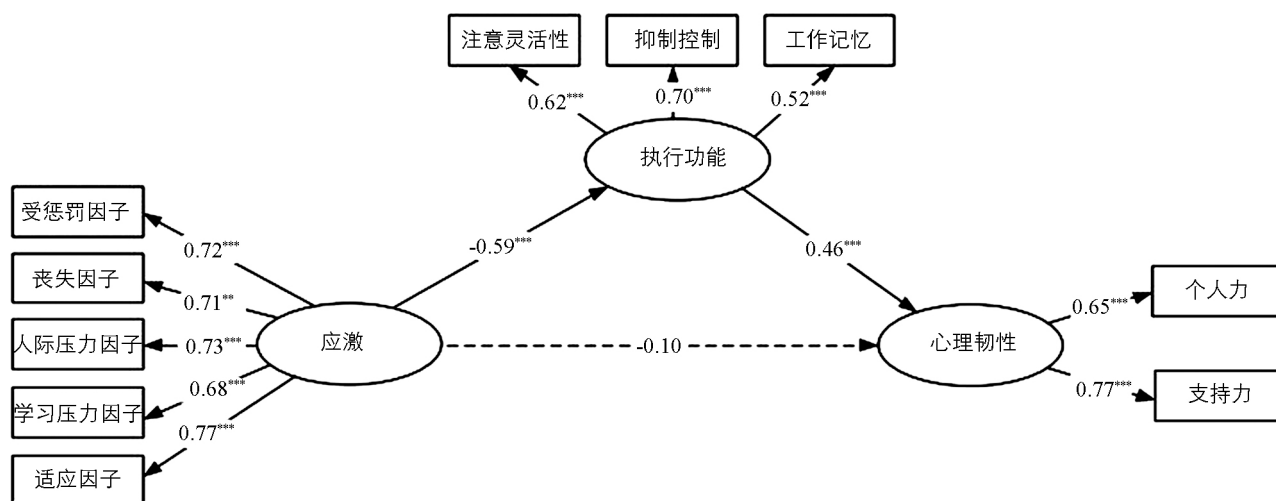 注意灵活性
抑制控制
工作记忆
0.62***
0.70***
0.52***
执行功能
受惩罚因子
0.72***
-0.59***
0.46***
丧失因子
0.71**
个人力
0.65***
人际压力因子
0.73***
应激
-0.10
心理韧性
学习压力因子
0.68***
0.77***
支持力
0.77***
适应因子